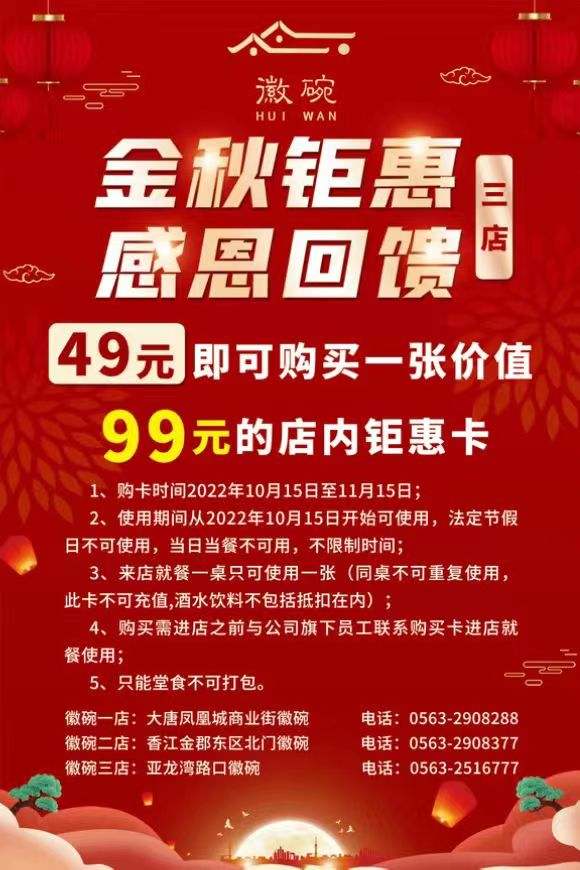 徽碗
HUI WAN
金秋钜惠
感恩回馈
三店
49元即可购买一张价值
99元的店内钜惠卡
1、购卡时间2022年10月15日至11月15日；
2、使用期间从2022年10月15日开始可使用，法定节假
日不可使用，当日当餐不可用，不限制时间；
3、来店就餐一桌只可使用一张（同桌不可重复使用，
此卡不可充值,酒水饮料不包括抵扣在内）；
4、购买需进店之前与公司旗下员工联系购买卡进店就
餐使用；
5、只能堂食不可打包。
徽碗一店：大唐凤凰城商业街徽碗 电话：0563-2908288
徽碗二店：香江金郡东区北门徽碗 电话：0563-2908377
徽碗三店：亚龙湾路口徽碗 电话：0563-2516777